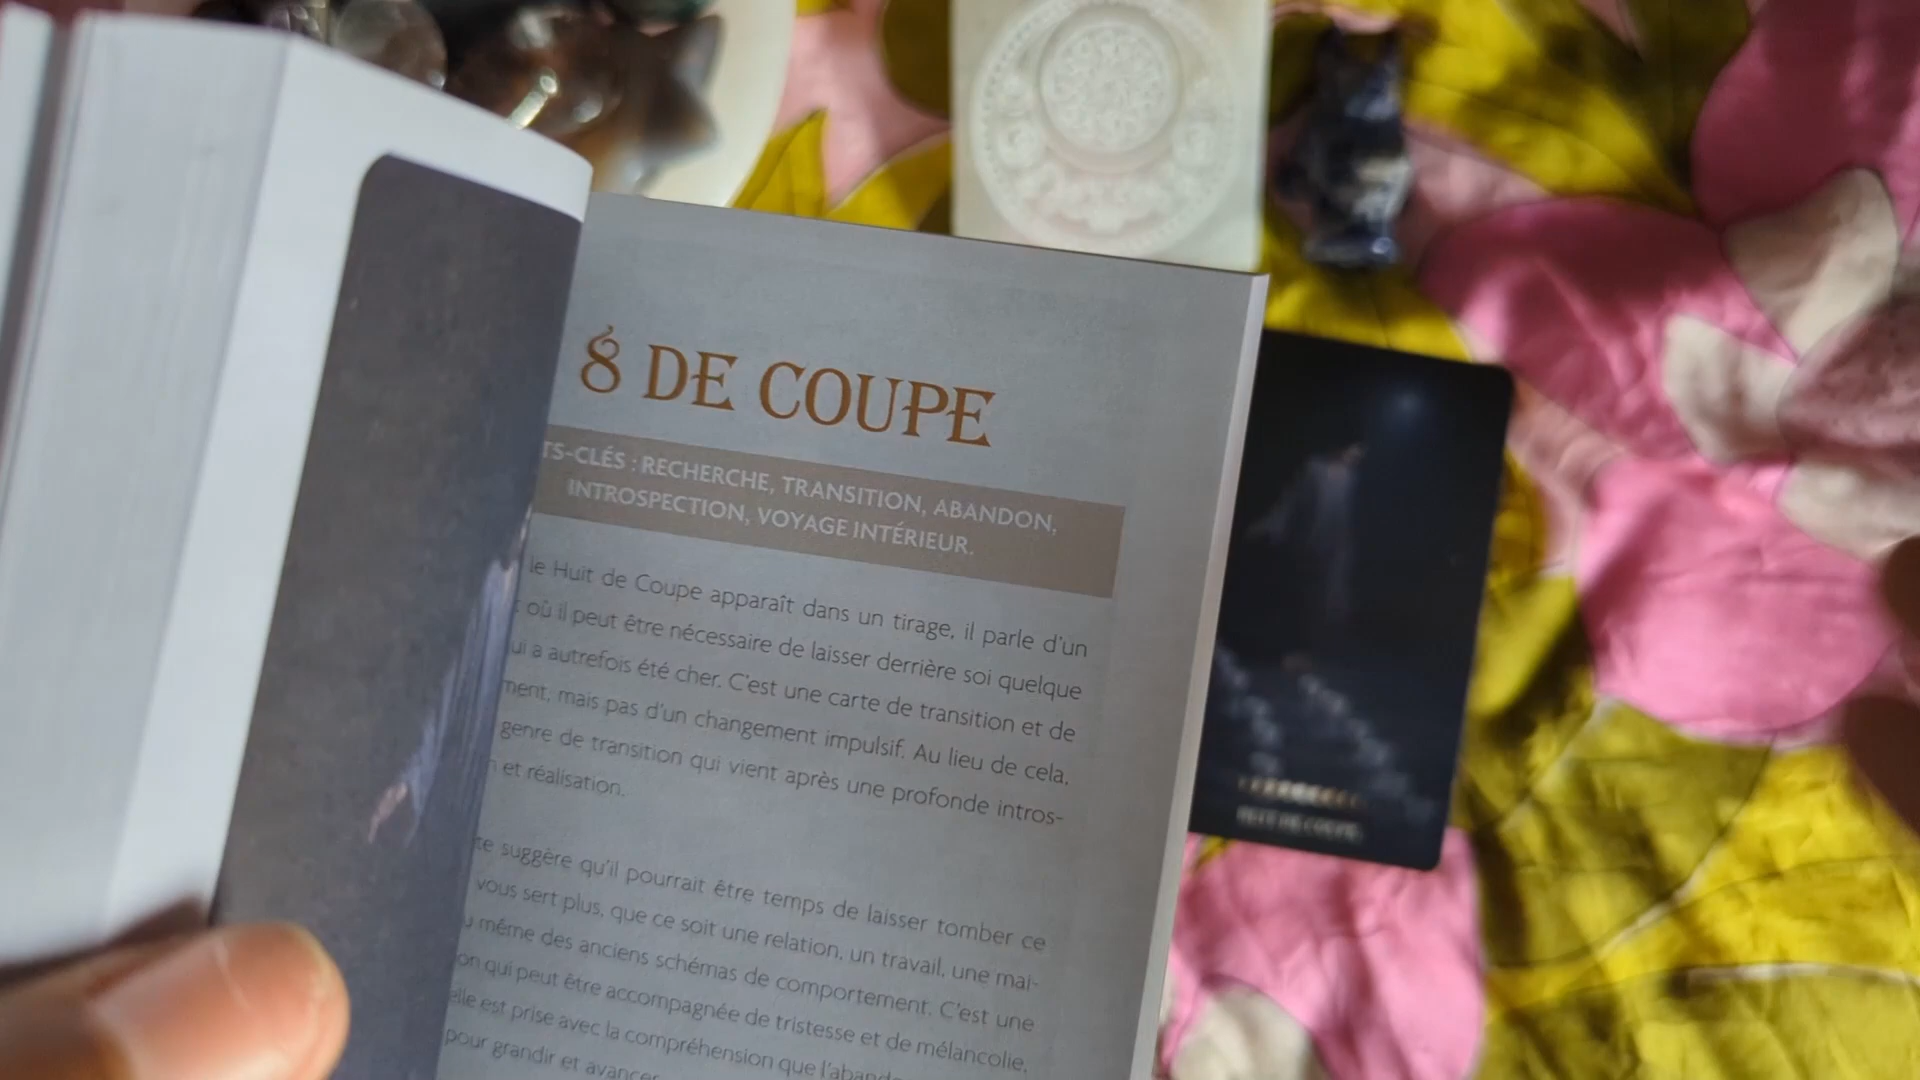 8 DE COUPE
TS-CLÉS : RECHERCHE, TRANSITION, ABANDON,
INTROSPECTION, VOYAGE INTÉRIEUR.
le Huit de Coupe apparaît dans un tirage, il parle d'un
où il peut être nécessaire de laisser derrière soi quelque
ui a autrefois été cher. C'est une carte de transition et de
ment, mais pas d'un changement impulsif. Au lieu de cela,
genre de transition qui vient après une profonde intros-
n et réalisation.
te suggère qu'il pourrait être temps de laisser tomber ce
vous sert plus, que ce soit une relation, un travail, une mai-
u même des anciens schémas de comportement. C'est une
on qui peut être accompagnée de tristesse et de mélancolie,
elle est prise avec la compréhension que l'aband
pour grandir et avancer
HUIT DE COUPE